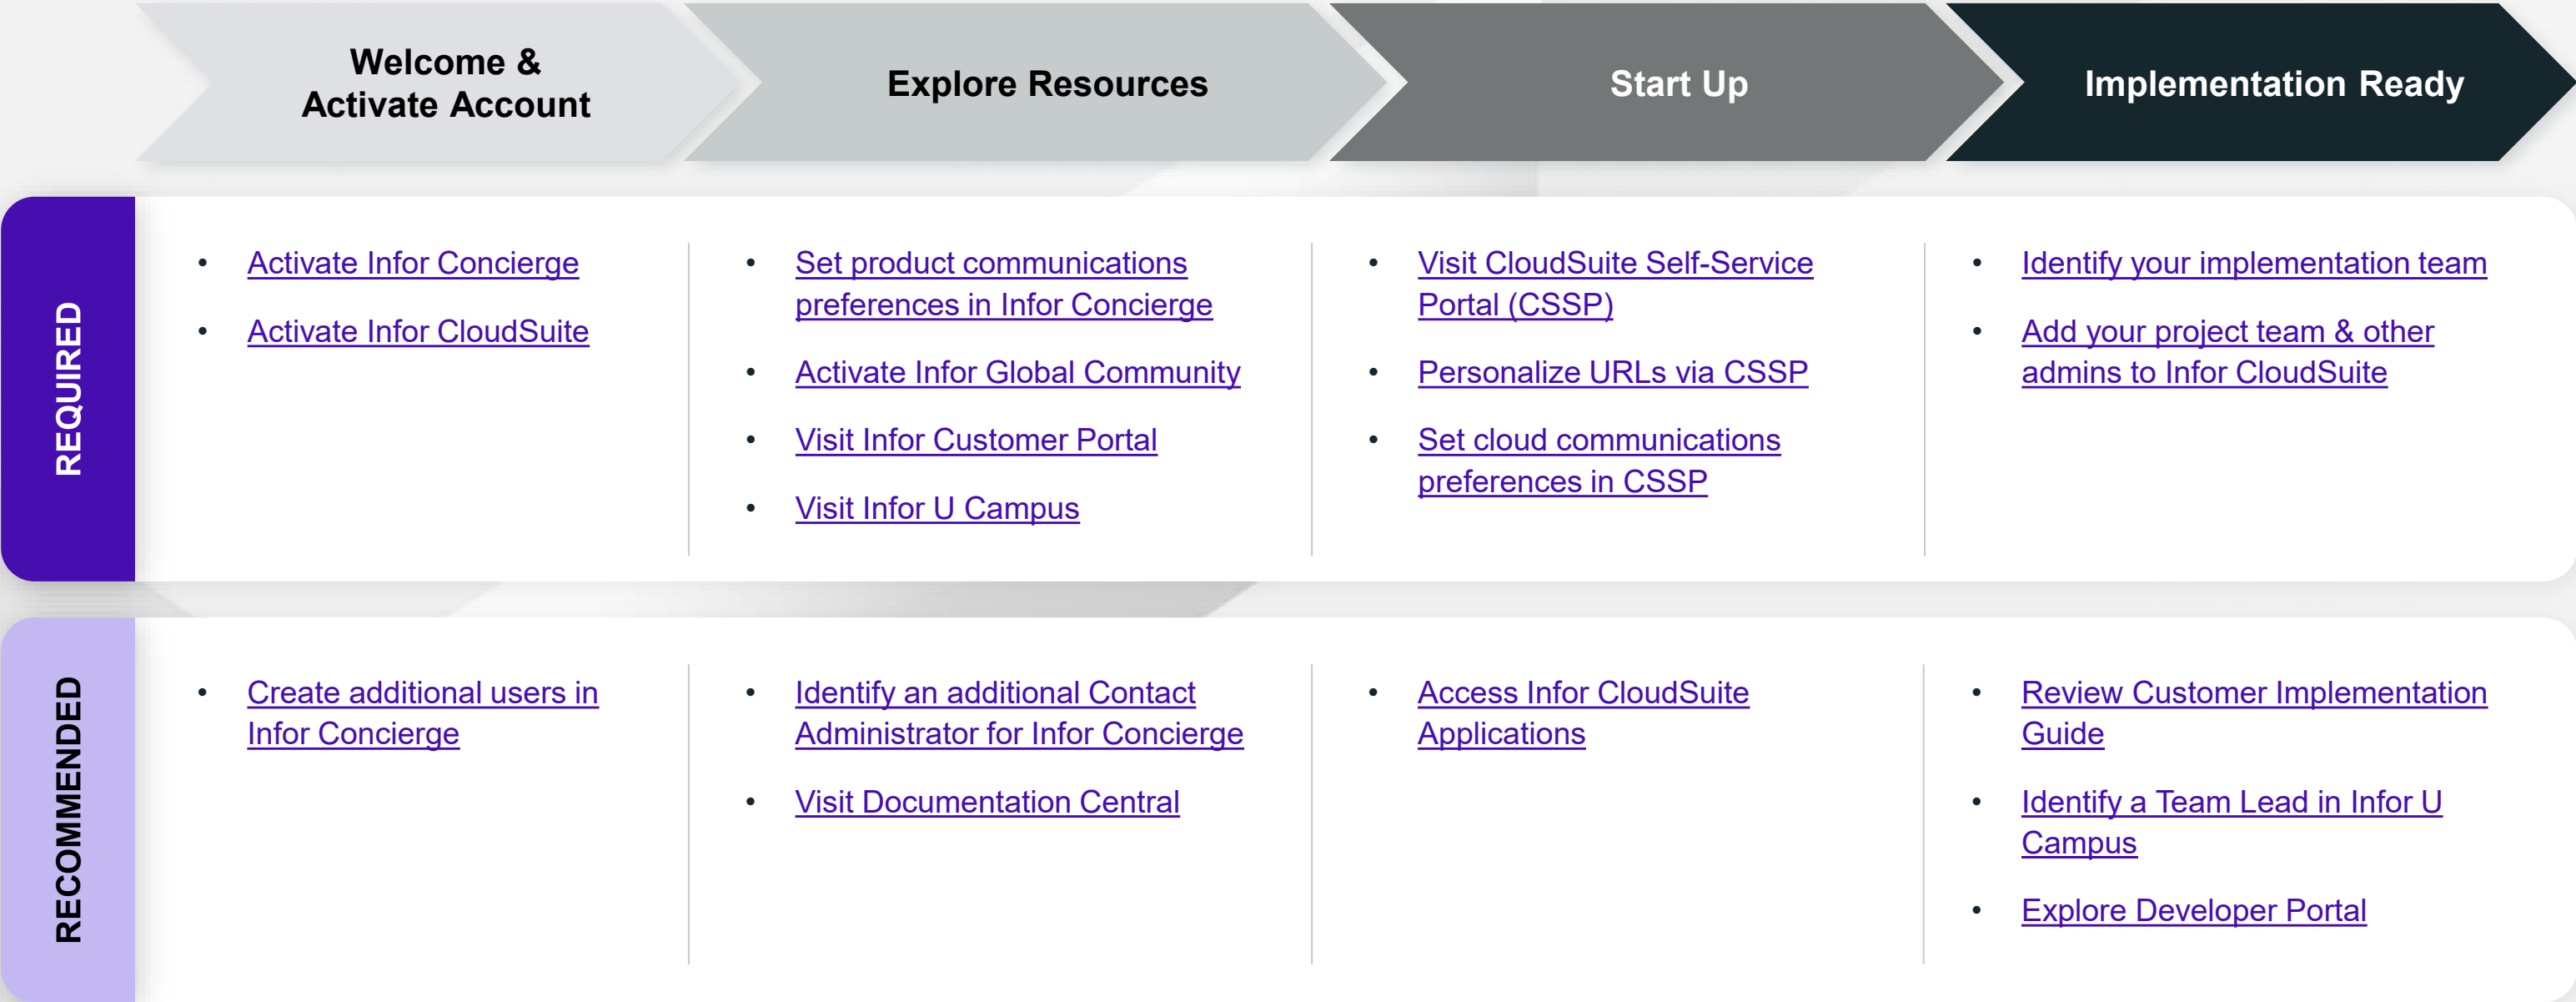 Welcome &
Activate Account
Explore Resources
Start Up
Implementation Ready
REQUIRED
• Activate Infor Concierge
• Activate Infor CloudSuite
• Set product communications
preferences in Infor Concierge
• Activate Infor Global Community
• Visit Infor Customer Portal
• Visit Infor U Campus
• Visit CloudSuite Self-Service
Portal (CSSP)
• Personalize URLs via CSSP
• Set cloud communications
preferences in CSSP
• Identify your implementation team
• Add your project team & other
admins to Infor CloudSuite
RECOMMENDED
• Create additional users in
Infor Concierge
• Identify an additional Contact
Administrator for Infor Concierge
• Visit Documentation Central
• Access Infor CloudSuite
Applications
• Review Customer Implementation
Guide
• Identify a Team Lead in Infor U
Campus
• Explore Developer Portal